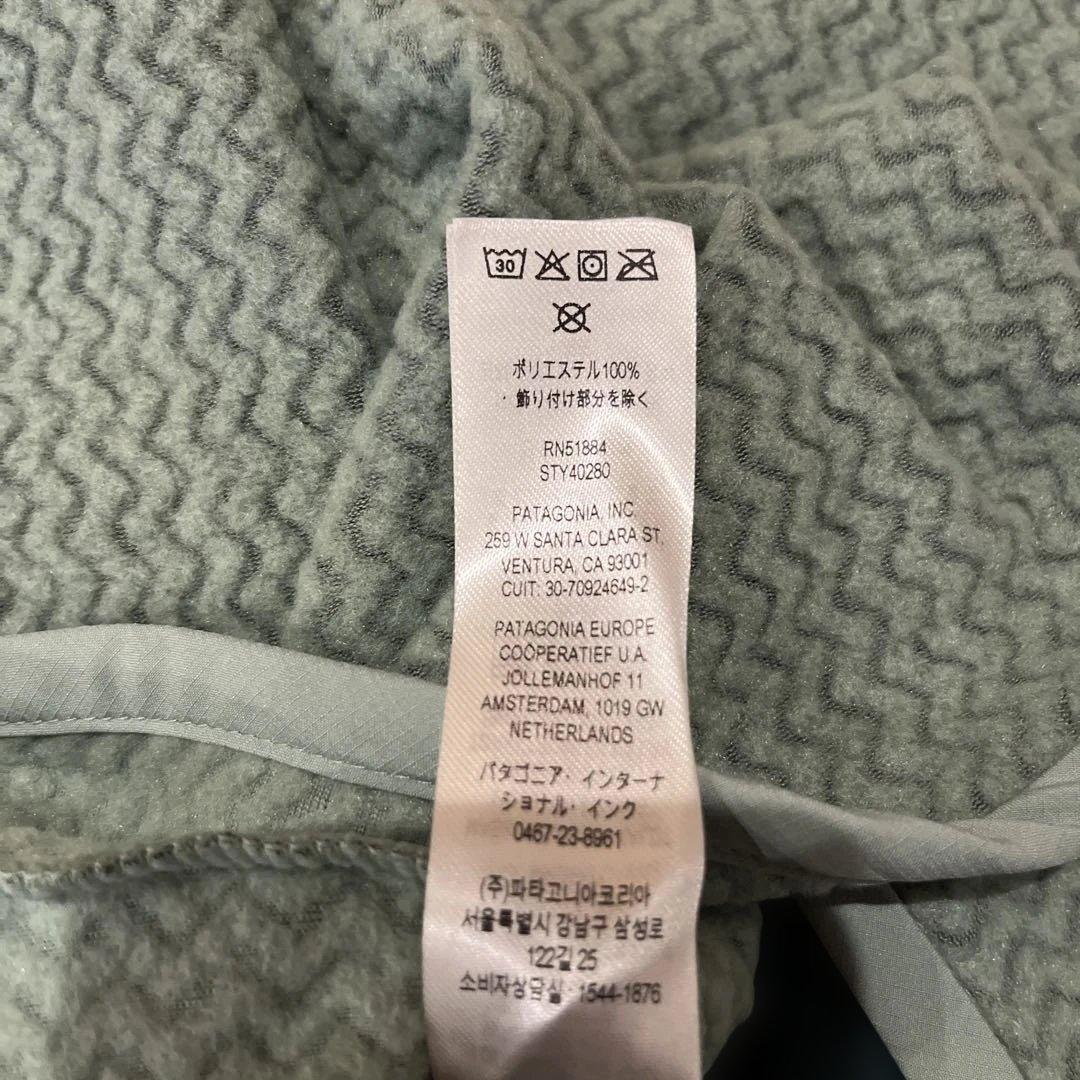 30
ポリエステル100%
・飾り付け部分を除く
RN51884
STY40280
PATAGONIA, INC.
259 W SANTA CLARA ST.
VENTURA, CA 93001
CUIT: 30-70924649-2
PATAGONIA EUROPE
COÖPERATIEF U.A.
JOLLEMANHOF 11
AMSTERDAM, 1019 GW
NETHERLANDS
パタゴニア・インターナ
ショナル・インク
0467-23-8961
(주)파타고니아코리아
서울특별시 강남구 삼성로
122길 25
소비자상담실・1544-1876